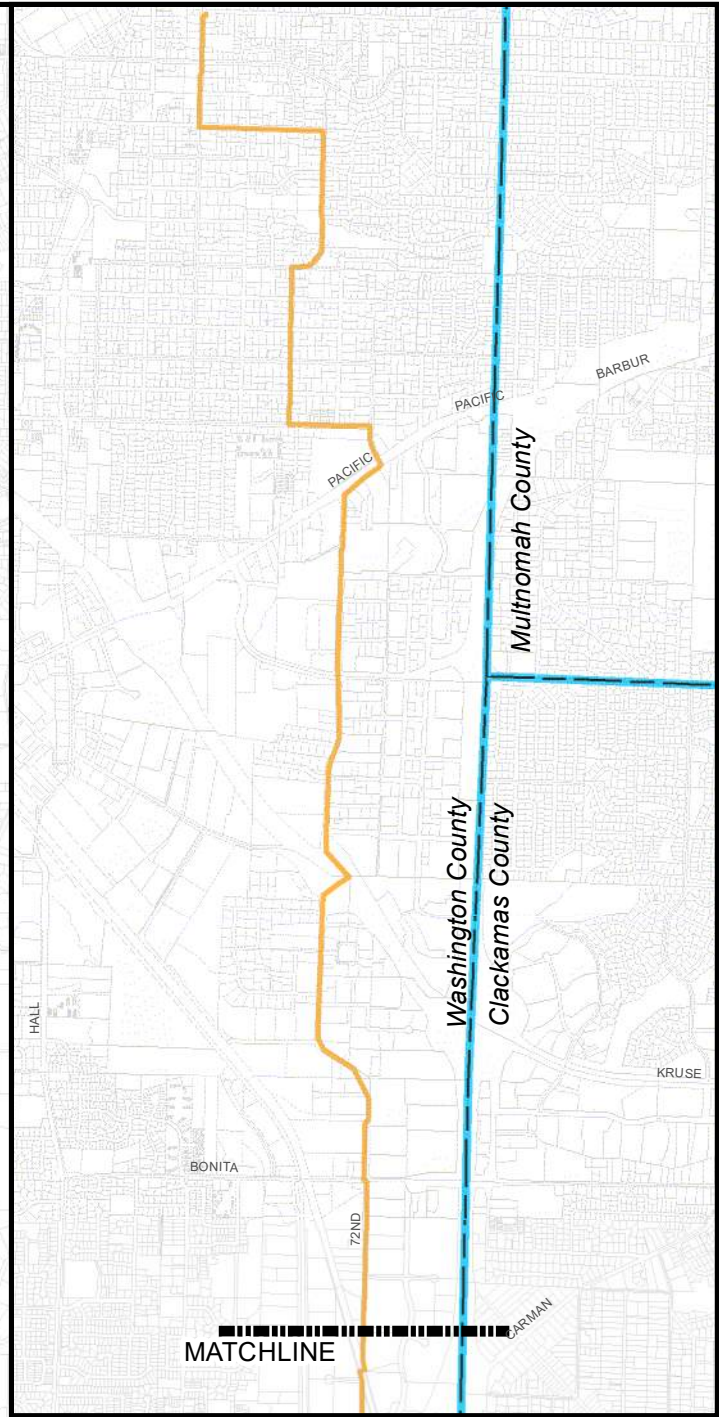 BARBUR
PACIFIC
PACIFIC
Multnomah County
Washington County
Clackamas County
HALL
KRUSE
BONITA
72ND
CARMAN
MATCHLINE